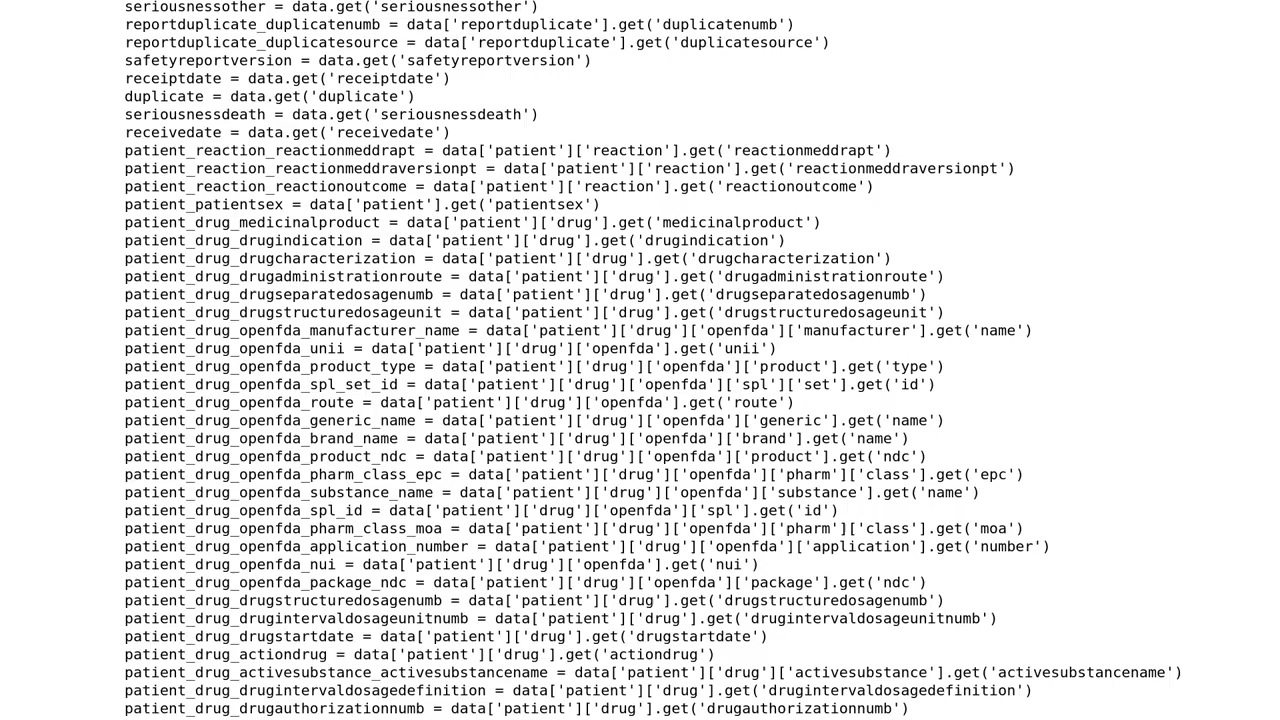 seriousnessother = data.get('seriousnessother')
reportduplicate_duplicatenumb = data['reportduplicate'].get('duplicatenumb')
reportduplicate_duplicatesource = data['reportduplicate'].get('duplicatesource')
safetyreportversion = data.get('safetyreportversion')
receiptdate = data.get('receiptdate')
duplicate = data.get('duplicate')
seriousnessdeath = data.get('seriousnessdeath')
receivedate = data.get('receivedate')
patient_reaction_reactionmeddrapt = data['patient']['reaction'].get('reactionmeddrapt')
patient_reaction_reactionmeddraversionpt = data['patient']['reaction'].get('reactionmeddraversionpt')
patient_reaction_reactionoutcome = data['patient']['reaction'].get('reactionoutcome')
patient_patientsex = data['patient'].get('patientsex')
patient_drug_medicinalproduct = data['patient']['drug'].get('medicinalproduct')
patient_drug_drugindication = data['patient']['drug'].get('drugindication')
patient_drug_drugcharacterization = data['patient']['drug'].get('drugcharacterization')
patient_drug_drugadministrationroute = data['patient']['drug'].get('drugadministrationroute')
patient_drug_drugseparatedosagenumb = data['patient']['drug'].get('drugseparatedosagenumb')
patient_drug_drugstructuredosageunit = data['patient']['drug'].get('drugstructuredosageunit')
patient_drug_openfda_manufacturer_name = data['patient']['drug']['openfda']['manufacturer'].get('name')
patient_drug_openfda_unii = data['patient']['drug']['openfda'].get('unii')
patient_drug_openfda_product_type = data['patient']['drug']['openfda']['product'].get('type')
patient_drug_openfda_spl_set_id = data['patient']['drug']['openfda']['spl']['set'].get('id')
patient_drug_openfda_route = data['patient']['drug']['openfda'].get('route')
patient_drug_openfda_generic_name = data['patient']['drug']['openfda']['generic'].get('name')
patient_drug_openfda_brand_name = data['patient']['drug']['openfda']['brand'].get('name')
patient_drug_openfda_product_ndc = data['patient']['drug']['openfda']['product'].get('ndc')
patient_drug_openfda_pharm_class_epc = data['patient']['drug']['openfda']['pharm']['class'].get('epc')
patient_drug_openfda_substance_name = data['patient']['drug']['openfda']['substance'].get('name')
patient_drug_openfda_spl_id = data['patient']['drug']['openfda']['spl'].get('id')
patient_drug_openfda_pharm_class_moa = data['patient']['drug']['openfda']['pharm']['class'].get('moa')
patient_drug_openfda_application_number = data['patient']['drug']['openfda']['application'].get('number')
patient_drug_openfda_nui = data['patient']['drug']['openfda'].get('nui')
patient_drug_openfda_package_ndc = data['patient']['drug']['openfda']['package'].get('ndc')
patient_drug_drugstructuredosagenumb = data['patient']['drug'].get('drugstructuredosagenumb')
patient_drug_drugintervaldosageunitnumb = data['patient']['drug'].get('drugintervaldosageunitnumb')
patient_drug_drugstartdate = data['patient']['drug'].get('drugstartdate')
patient_drug_actiondrug = data['patient']['drug'].get('actiondrug')
patient_drug_activesubstance_activesubstancename = data['patient']['drug']['activesubstance'].get('activesubstancename')
patient_drug_drugintervaldosagedefinition = data['patient']['drug'].get('drugintervaldosagedefinition')
patient_drug_drugauthorizationnumb = data['patient']['drug'].get('drugauthorizationnumb')